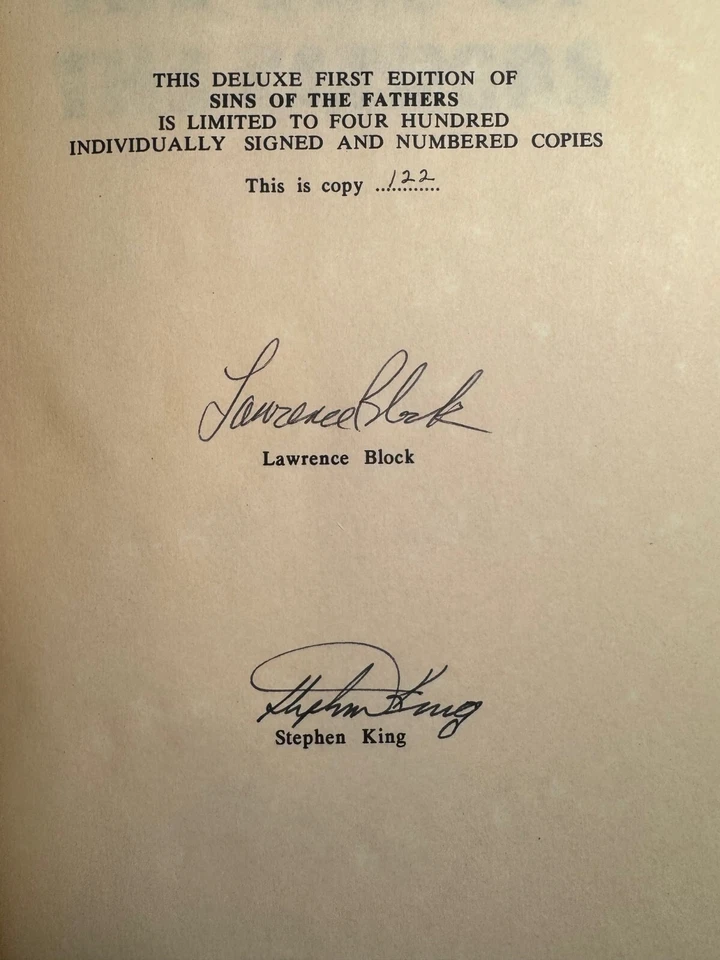 THIS DELUXE FIRST EDITION OF
SINS OF THE FATHERS
IS LIMITED TO FOUR HUNDRED
INDIVIDUALLY SIGNED AND NUMBERED COPIES
This is copy ...122...
Lawrence Block
Lawrence Block
Stephen King
Stephen King